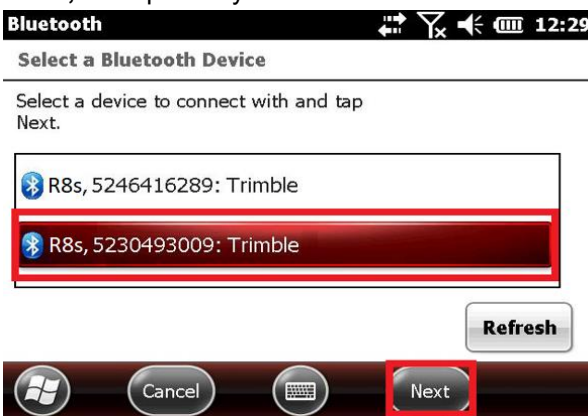 Bluetooth 12:29
Select a Bluetooth Device
Select a device to connect with and tap
Next.
R8s, 5246416289: Trimble
R8s, 5230493009: Trimble
Refresh
Cancel Next